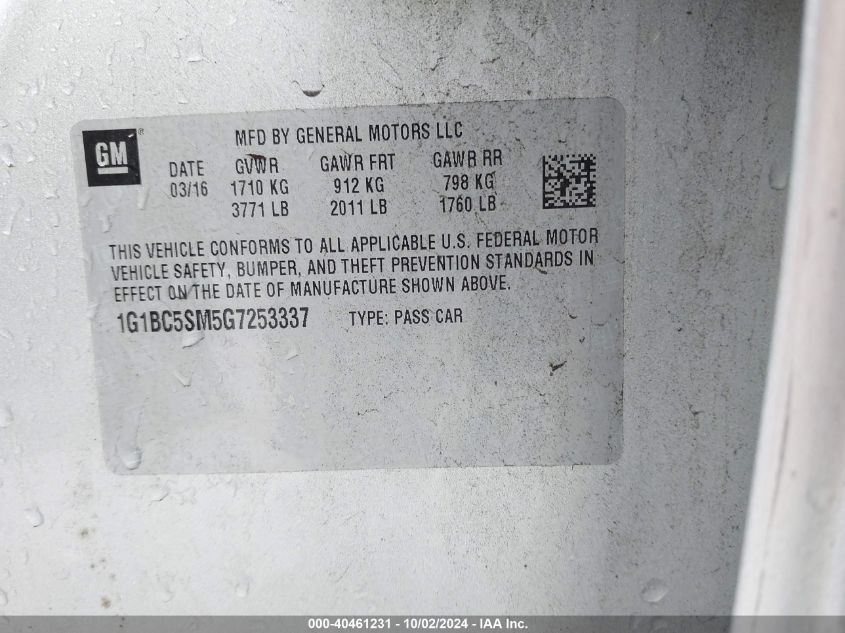 GM®
MFD BY GENERAL MOTORS LLC
DATE GVWR GAWR FRT GAWR RR
03/16 1710 KG 912 KG 798 KG
3771 LB 2011 LB 1760 LB
THIS VEHICLE CONFORMS TO ALL APPLICABLE U.S. FEDERAL MOTOR
VEHICLE SAFETY, BUMPER, AND THEFT PREVENTION STANDARDS IN
EFFECT ON THE DATE OF MANUFACTURE SHOWN ABOVE.
1G1BC5SM5G7253337 TYPE: PASS CAR
000-40461231 - 10/02/2024 - IAA Inc.